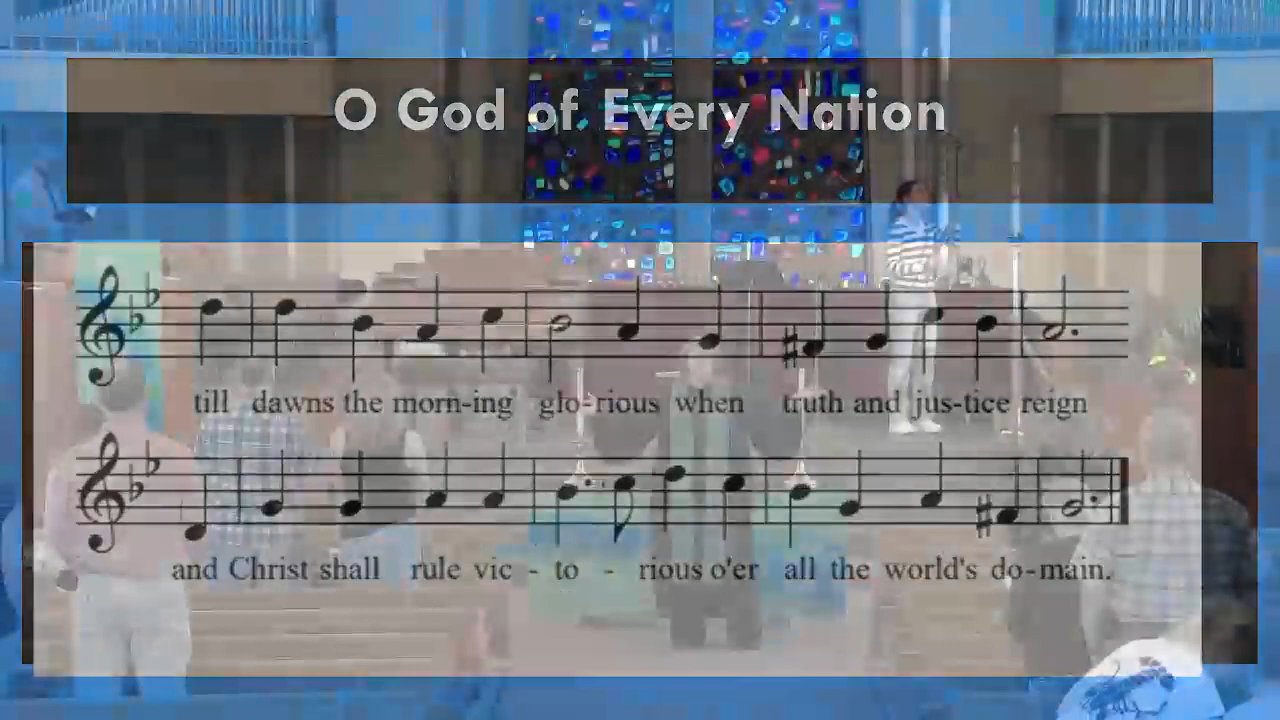 O God of Every Nation
till dawns the morn-ing glo-rious when truth and jus-tice reign
and Christ shall rule vic - to - rious o'er all the world's do-main.